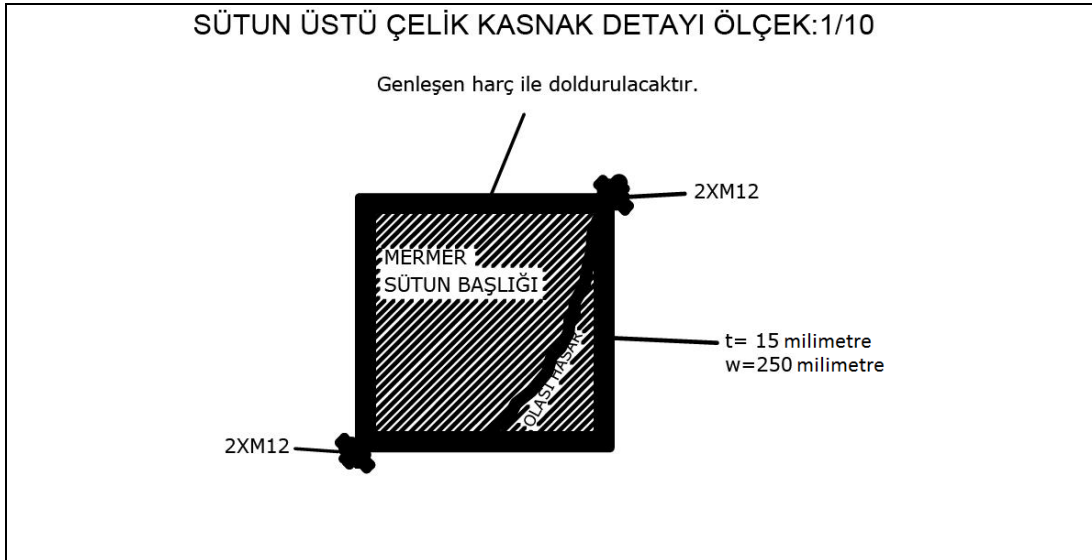 SÜTUN ÜSTÜ ÇELİK KASNAK DETAYI ÖLÇEK:1/10
Genleşen harç ile doldurulacaktır.
2XM12
MERMER
SÜTUN BAŞLIĞI
OLASI HASAR
t= 15 milimetre
w=250 milimetre
2XM12